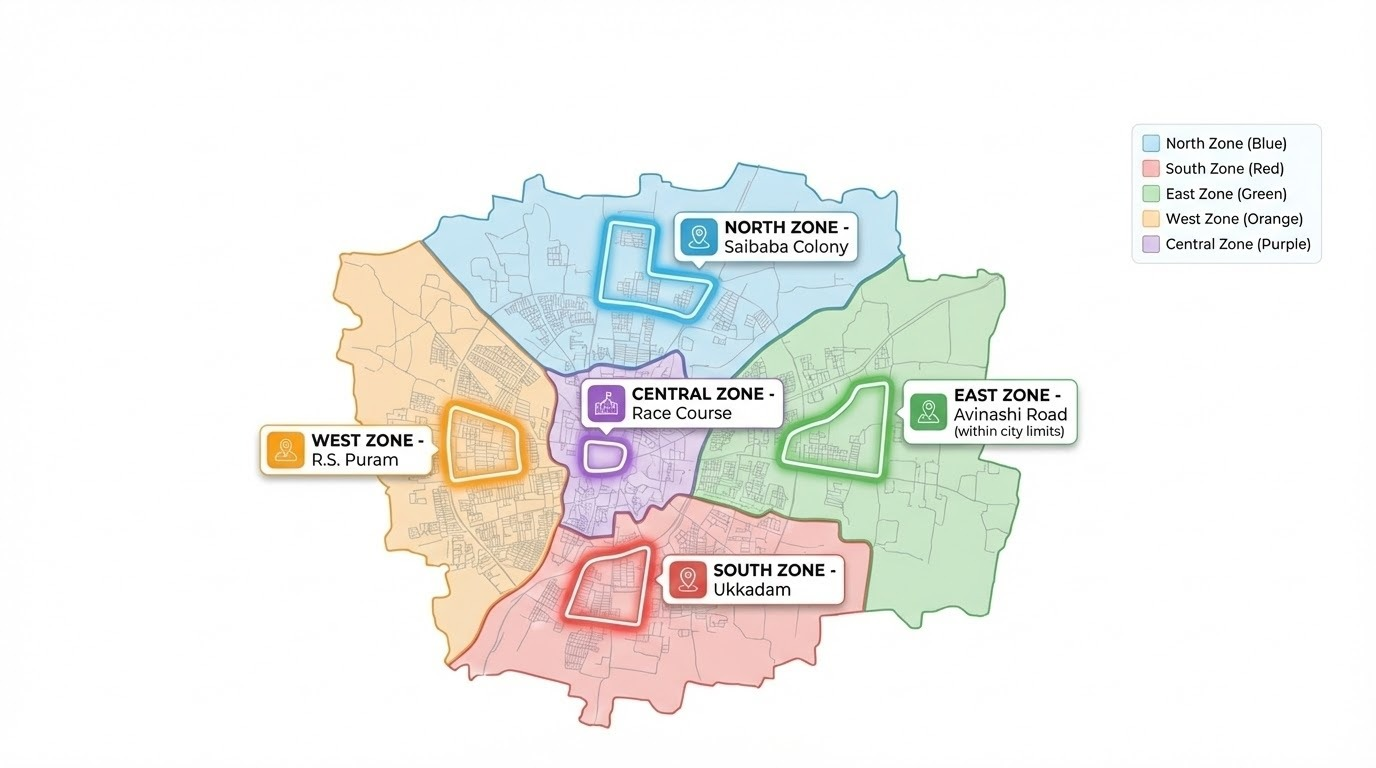 North Zone (Blue)
South Zone (Red)
East Zone (Green)
West Zone (Orange)
Central Zone (Purple)
NORTH ZONE -
Saibaba Colony
CENTRAL ZONE -
Race Course
EAST ZONE -
Avinashi Road
(within city limits)
WEST ZONE -
R.S. Puram
SOUTH ZONE -
Ukkadam